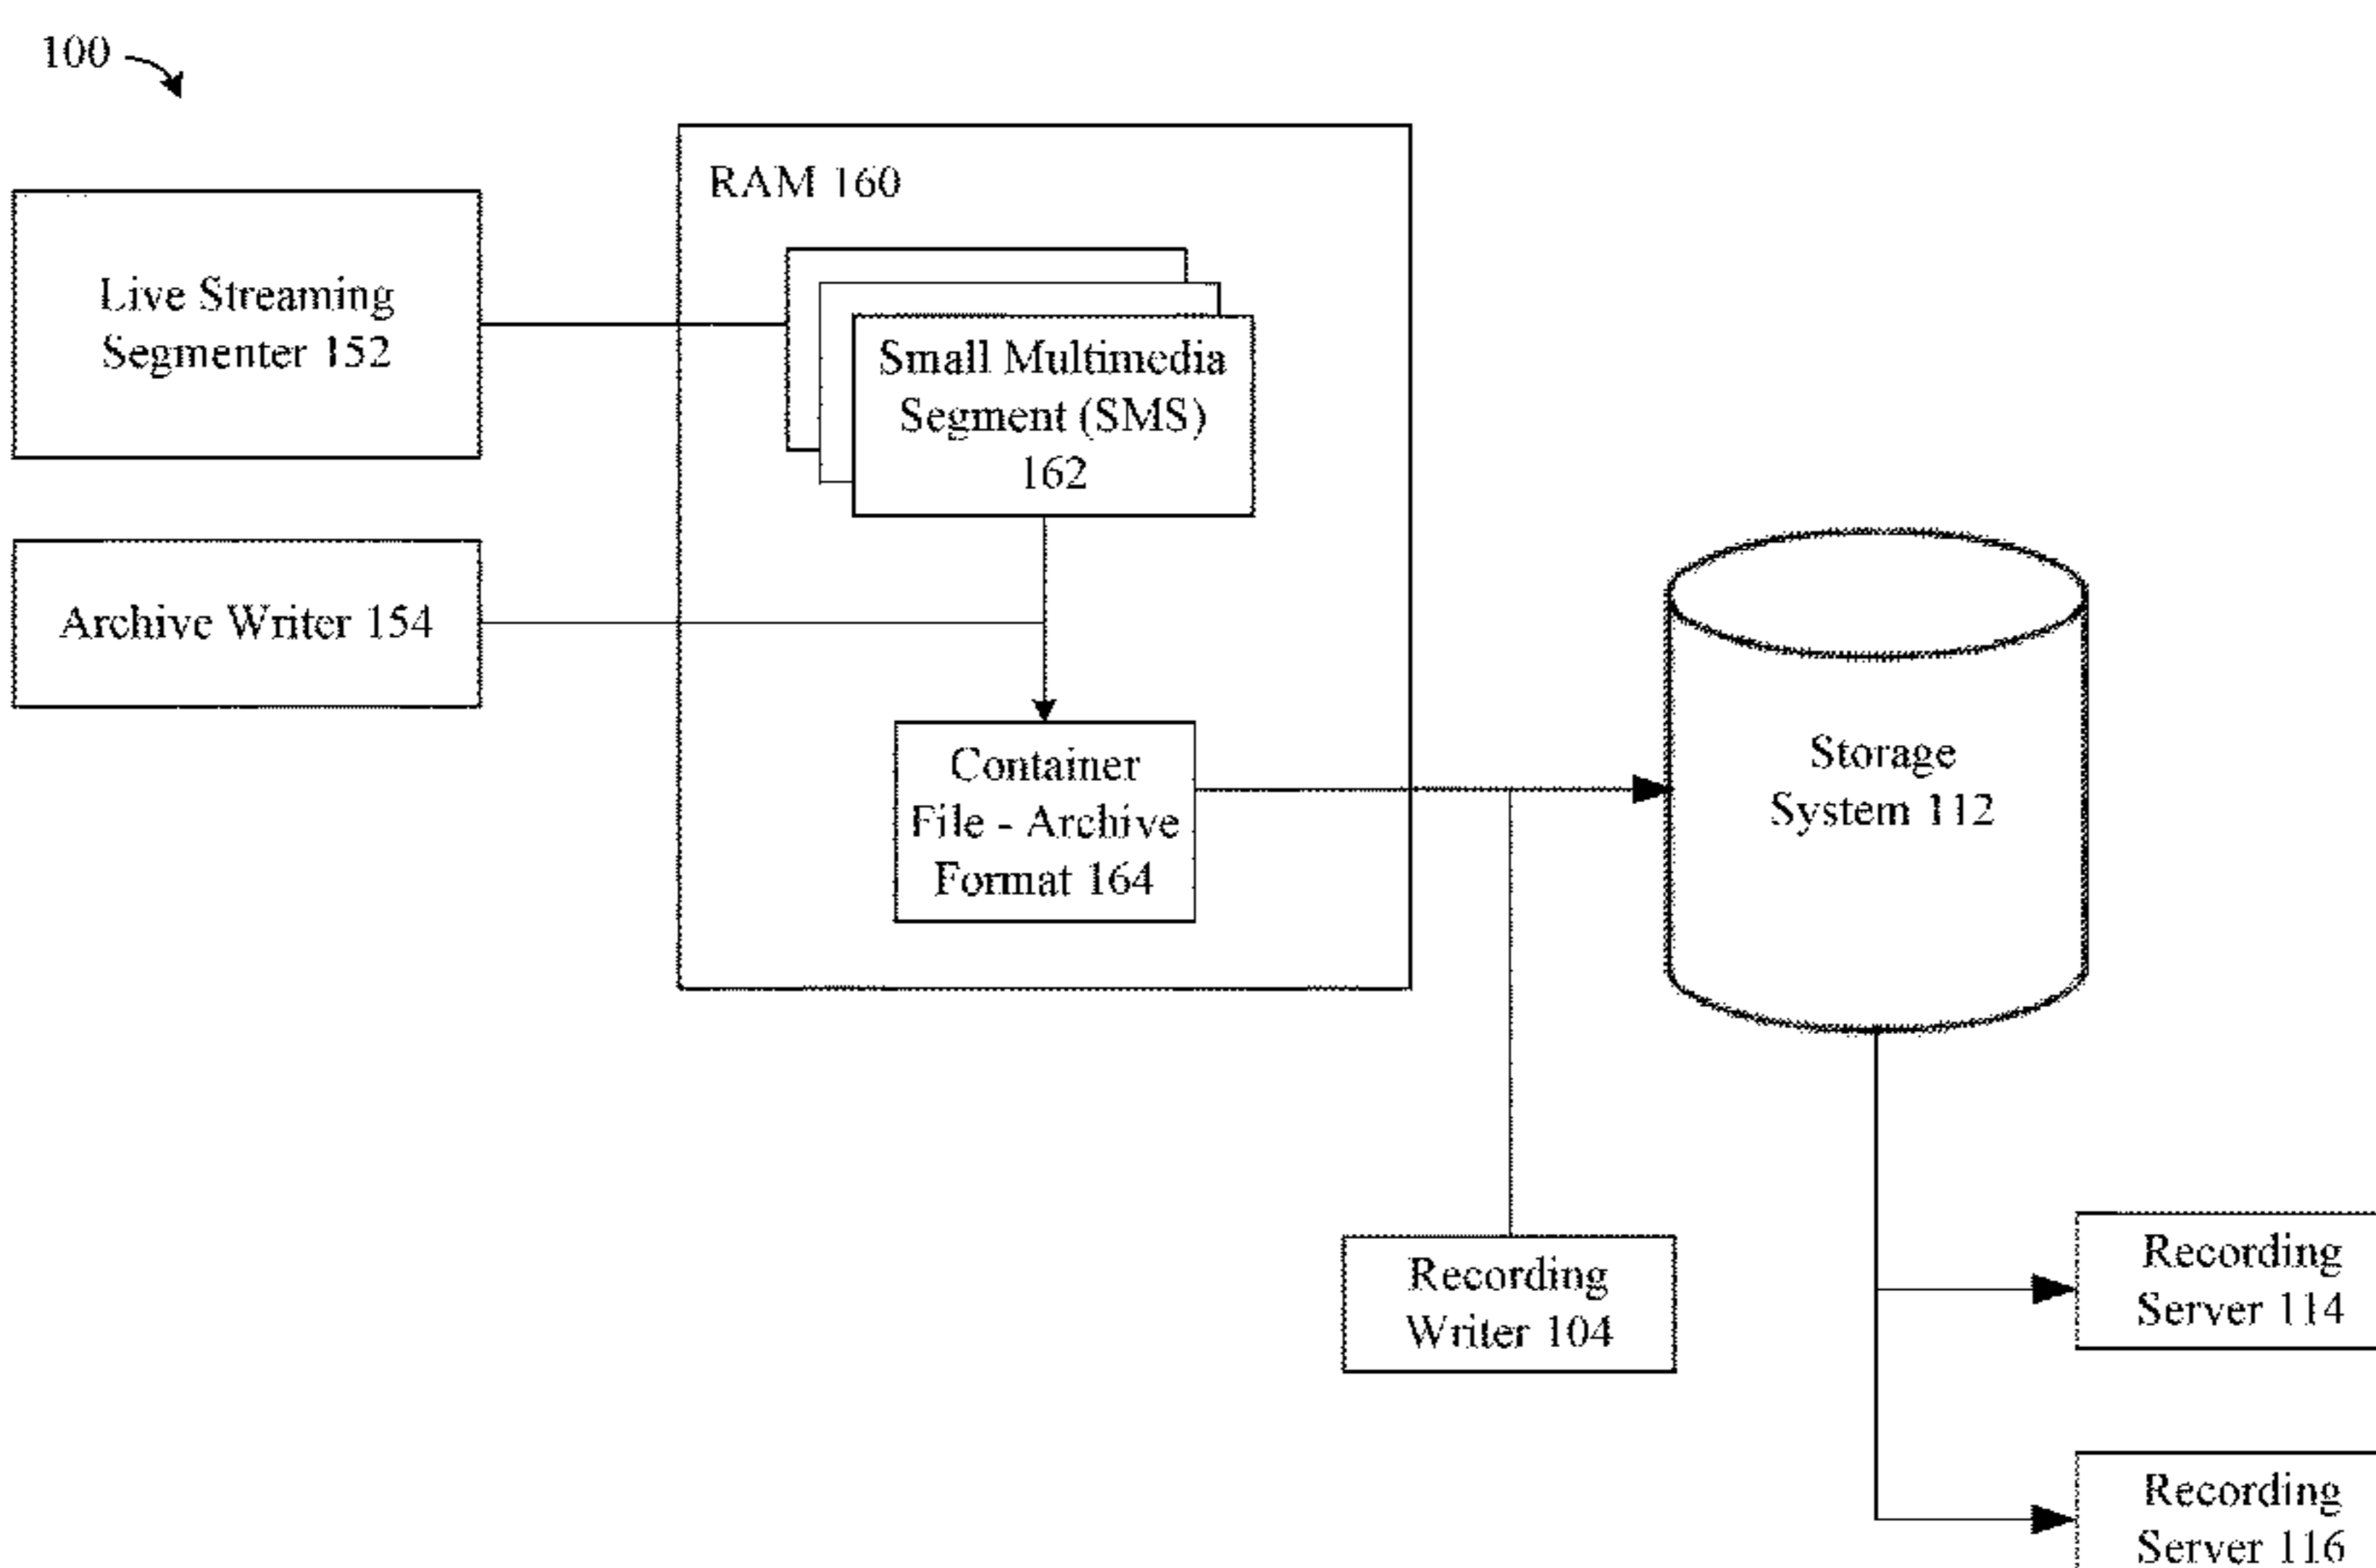 100
RAM 160
Live Streaming
Segmenter 152
Small Multimedia
Segment (SMS)
162
Archive Writer 154
Container
File - Archive
Format 164
Storage
System 112
Recording
Writer 104
Recording
Server 114
Recording
Server 116